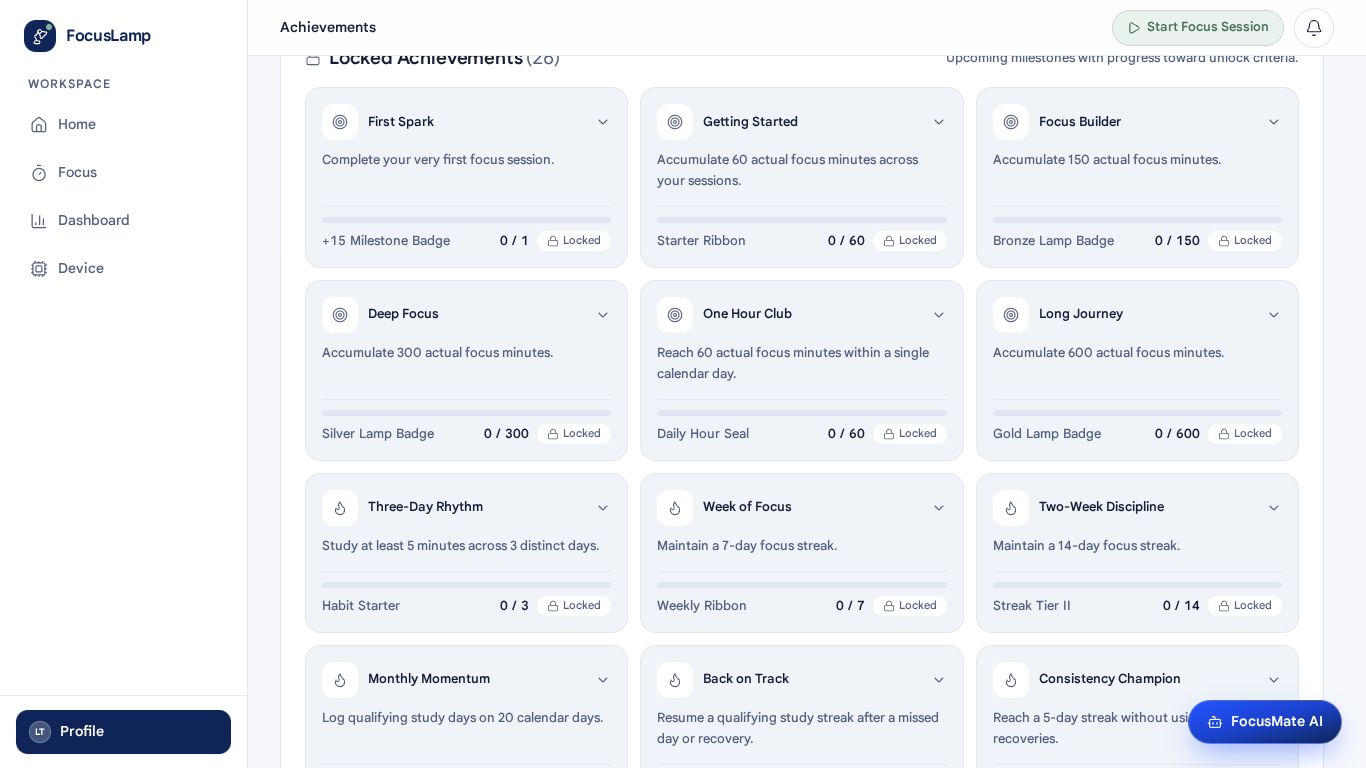 FocusLamp
WORKSPACE
Home
Focus
Dashboard
Device
LT
Profile
Achievements
Start Focus Session
Locked Achievements (26)
Upcoming milestones with progress toward unlock criteria.
First Spark
Complete your very first focus session.
+15 Milestone Badge
0 / 1
Locked
Getting Started
Accumulate 60 actual focus minutes across
your sessions.
Starter Ribbon
0 / 60
Locked
Focus Builder
Accumulate 150 actual focus minutes.
Bronze Lamp Badge
0 / 150
Locked
Deep Focus
Accumulate 300 actual focus minutes.
Silver Lamp Badge
0 / 300
Locked
One Hour Club
Reach 60 actual focus minutes within a single
calendar day.
Daily Hour Seal
0 / 60
Locked
Long Journey
Accumulate 600 actual focus minutes.
Gold Lamp Badge
0 / 600
Locked
Three-Day Rhythm
Study at least 5 minutes across 3 distinct days.
Habit Starter
0 / 3
Locked
Week of Focus
Maintain a 7-day focus streak.
Weekly Ribbon
0 / 7
Locked
Two-Week Discipline
Maintain a 14-day focus streak.
Streak Tier II
0 / 14
Locked
Monthly Momentum
Log qualifying study days on 20 calendar days.
Back on Track
Resume a qualifying study streak after a missed
day or recovery.
Consistency Champion
Reach a 5-day streak without
recoveries.
FocusMate AI